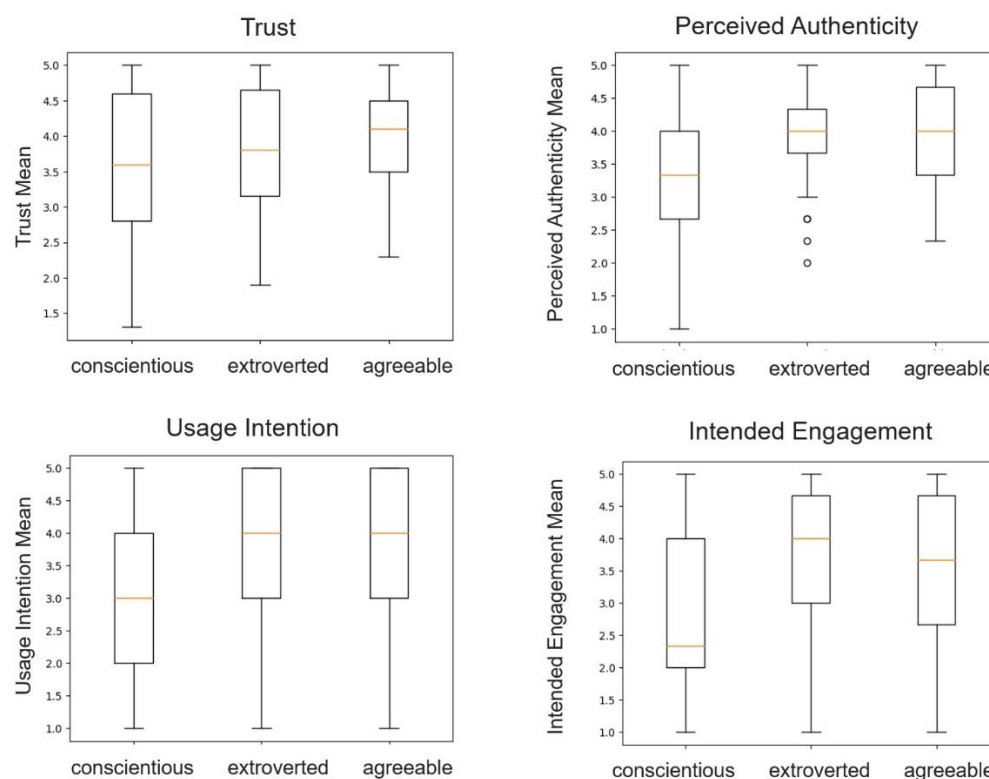 Trust
Trust Mean
5.0
4.5
4.0
3.5
3.0
2.5
2.0
1.5
conscientious extroverted agreeable
Perceived Authenticity
Perceived Authenticity Mean
5.0
4.5
4.0
3.5
3.0
2.5
2.0
1.5
1.0
conscientious extroverted agreeable
Usage Intention
Usage Intention Mean
5.0
4.5
4.0
3.5
3.0
2.5
2.0
1.5
1.0
conscientious extroverted agreeable
Intended Engagement
Intended Engagement Mean
5.0
4.5
4.0
3.5
3.0
2.5
2.0
1.5
1.0
conscientious extroverted agreeable